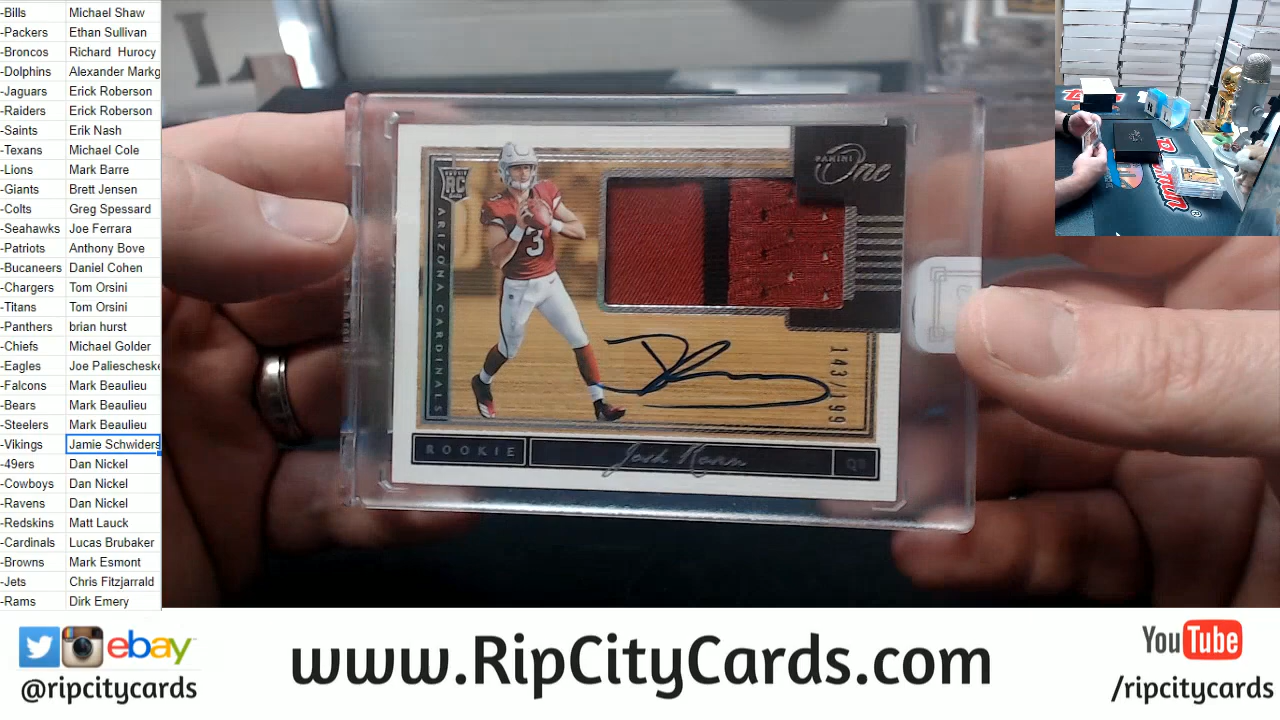 -Bills Michael Shaw
-Packers Ethan Sullivan
-Broncos Richard Hurocy
-Dolphins Alexander Markg
-Jaguars Erick Roberson
-Raiders Erick Roberson
-Saints Erik Nash
-Texans Michael Cole
-Lions Mark Barre
-Giants Brett Jensen
-Colts Greg Spessard
-Seahawks Joe Ferrara
-Patriots Anthony Bove
-Bucaneers Daniel Cohen
-Chargers Tom Orsini
-Titans Tom Orsini
-Panthers brian hurst
-Chiefs Michael Golder
-Eagles Joe Paliescheske
-Falcons Mark Beaulieu
-Bears Mark Beaulieu
-Steelers Mark Beaulieu
-Vikings Jamie Schwiders
-49ers Dan Nickel
-Cowboys Dan Nickel
-Ravens Dan Nickel
-Redskins Matt Lauck
-Cardinals Lucas Brubaker
-Browns Mark Esmont
-Jets Chris Fitzjarrald
-Rams Dirk Emery
PANINI
One
RC
ARIZONA CARDINALS
3
143/199
ROOKIE Josh Rosen QB
ebay
@ripcitycards
www.RipCityCards.com
YouTube
/ripcitycards